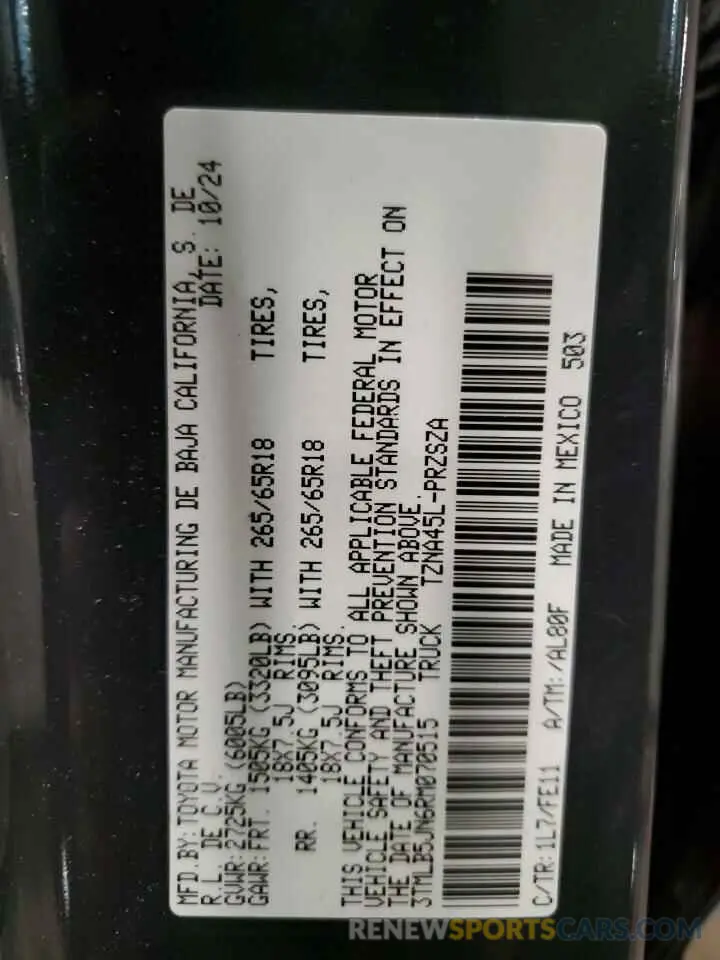 MFD.BY:TOYOTA MOTOR MANUFACTURING DE BAJA CALIFORNIA, S. DE
R.L. DE C.V. DATE: 10/24
GVWR:2725KG (6005LB)
GAWR:FRT. 1505KG (3320LB) WITH 265/65R18 TIRES,
18X7.5J RIMS.
RR. 1405KG (3095LB) WITH 265/65R18 TIRES,
18X7.5J RIMS.
THIS VEHICLE CONFORMS TO ALL APPLICABLE FEDERAL MOTOR
VEHICLE SAFETY AND THEFT PREVENTION STANDARDS IN EFFECT ON
THE DATE OF MANUFACTURE SHOWN ABOVE.
3TMLB5JN6RM070515 TRUCK TZNA45L-PRZSZA
C/TR:1L7/FE11 A/TM:/AL80F MADE IN MEXICO 503
RENEWSPORTSCARS.COM